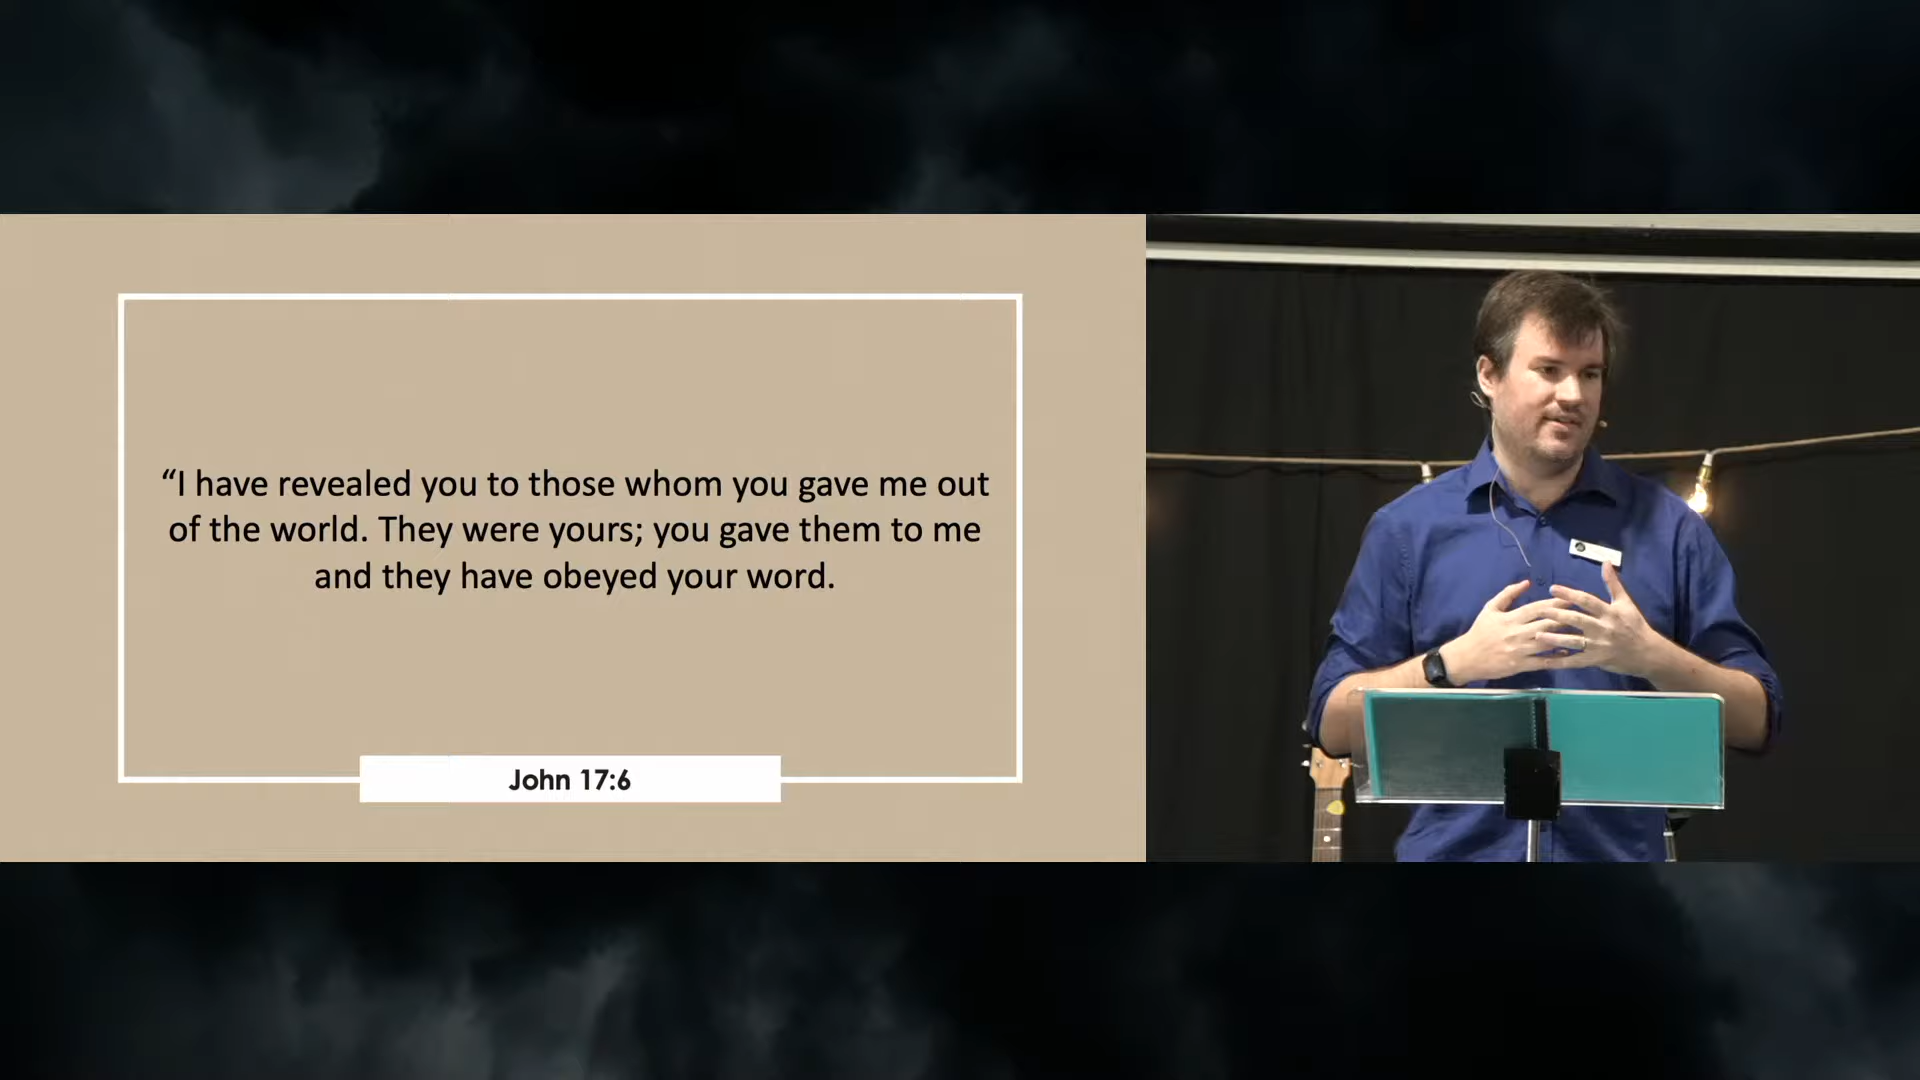 “I have revealed you to those whom you gave me out
of the world. They were yours; you gave them to me
and they have obeyed your word.
John 17:6